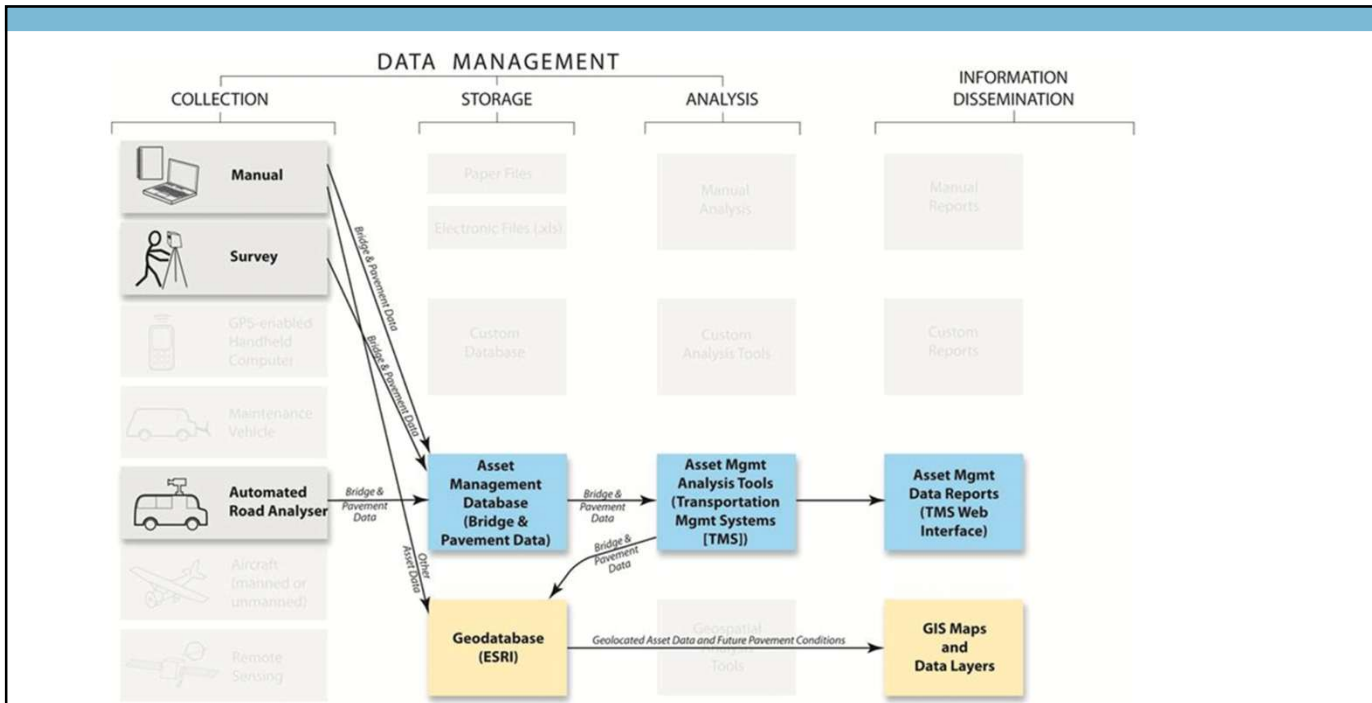 DATA MANAGEMENT
COLLECTION
STORAGE
ANALYSIS
INFORMATION
DISSEMINATION
Manual
Survey
GPS-enabled
Handheld
Computer
Maintenance
Vehicle
Automated
Road Analyser
Aircraft
(manned or
unmanned)
Remote
Sensing
Bridge & Pavement Data
Bridge & Pavement Data
Bridge &
Pavement
Data
Other
Asset Data
Paper Files
Electronic Files (.xls)
Custom
Database
Asset
Management
Database
(Bridge &
Pavement Data)
Geodatabase
(ESRI)
Bridge &
Pavement
Data
Bridge &
Pavement
Data
Manual
Analysis
Custom
Analysis Tools
Asset Mgmt
Analysis Tools
(Transportation
Mgmt Systems
[TMS])
Geospatial
Analysis
Tools
Geolocated Asset Data and Future Pavement Conditions
Manual
Reports
Custom
Reports
Asset Mgmt
Data Reports
(TMS Web
Interface)
GIS Maps
and
Data Layers